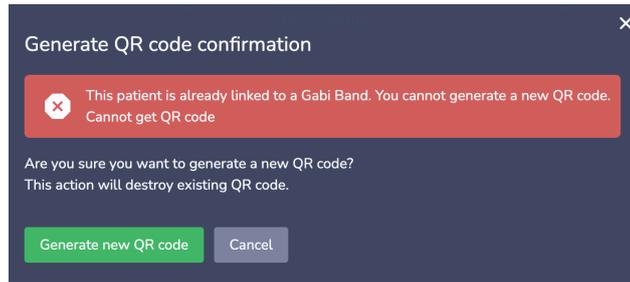 Generate QR code confirmation
This patient is already linked to a Gabi Band. You cannot generate a new QR code.
Cannot get QR code
Are you sure you want to generate a new QR code?
This action will destroy existing QR code.
Generate new QR code
Cancel